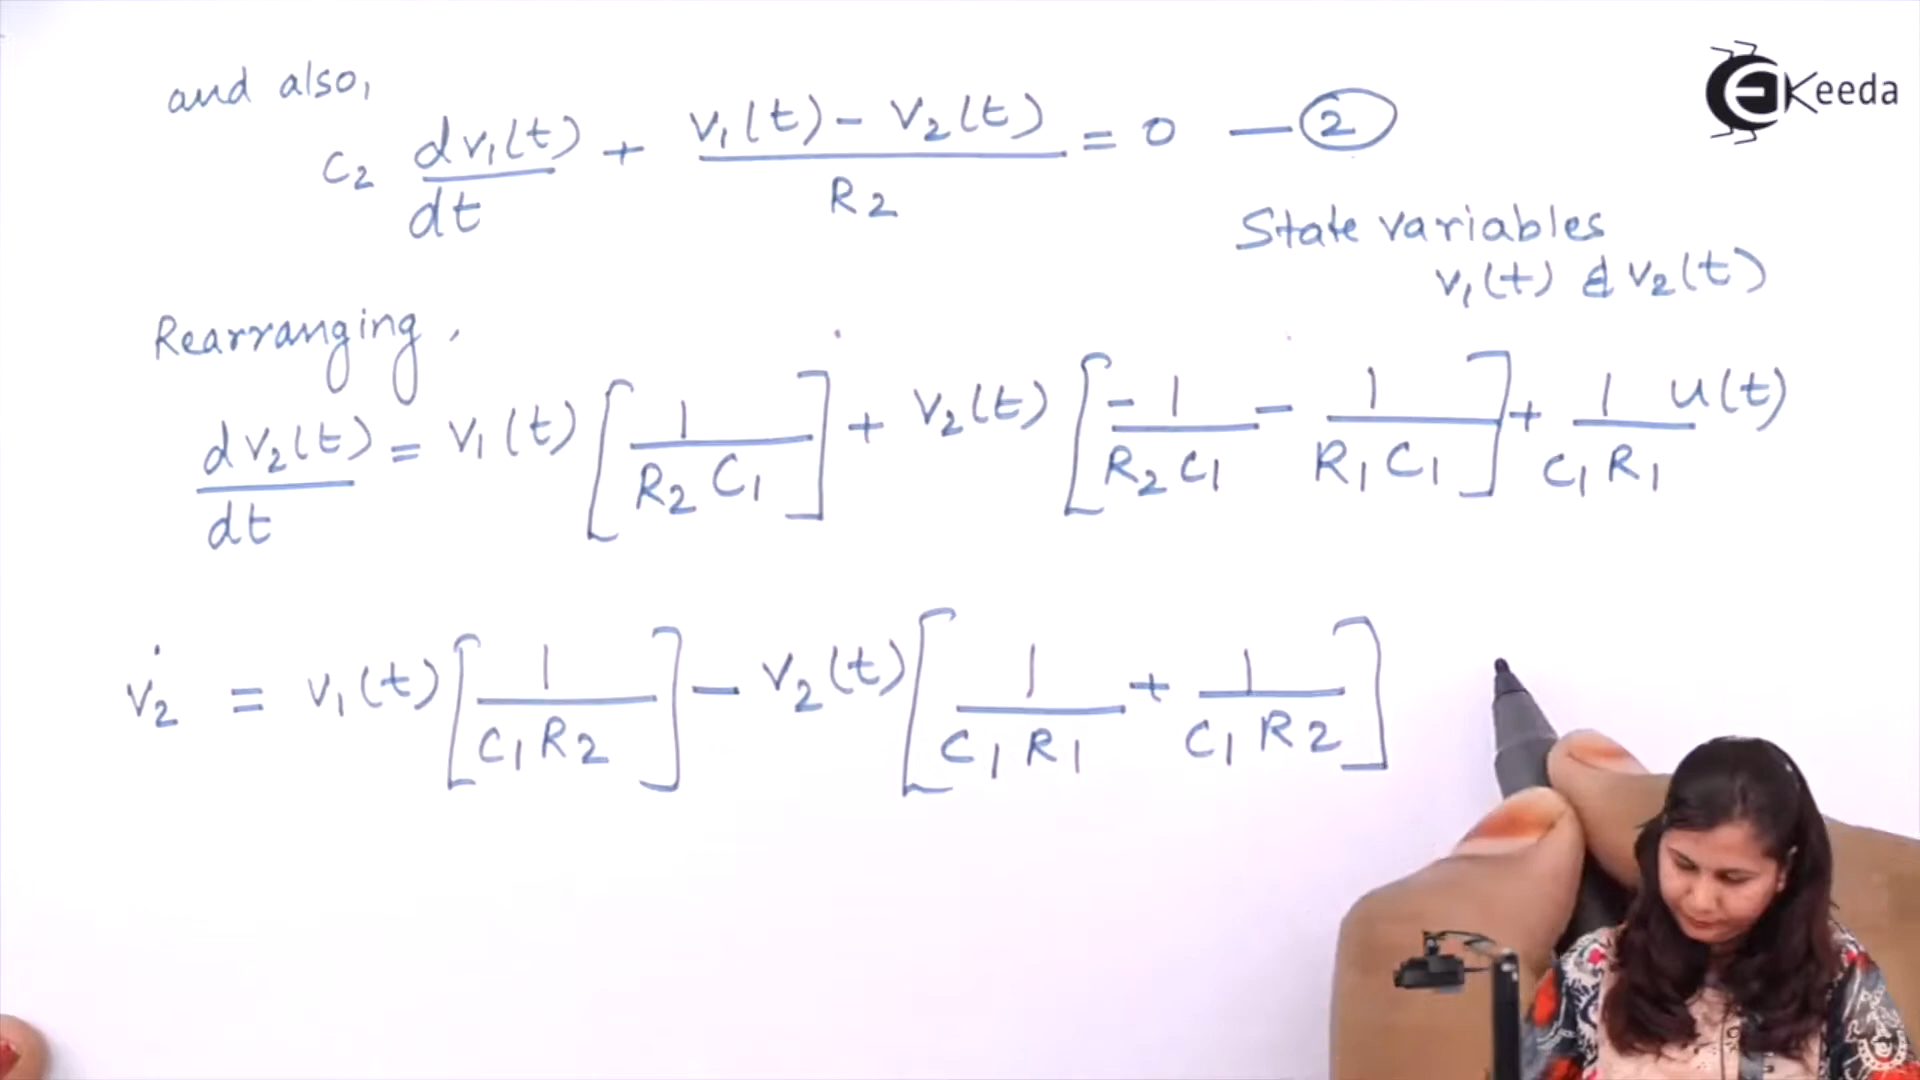 EKeeda
and also,
C2 dv1(t)/dt + v1(t) - v2(t)/R2 = 0 — 2
State variables
v1(t) & v2(t)
Rearranging,
dv2(t)/dt = v1(t) [1/R2 C1] + v2(t) [-1/R2 C1 - 1/R1 C1] + 1/C1 R1 u(t)
v̇2 = v1(t) [1/C1 R2] - v2(t) [1/C1 R1 + 1/C1 R2]